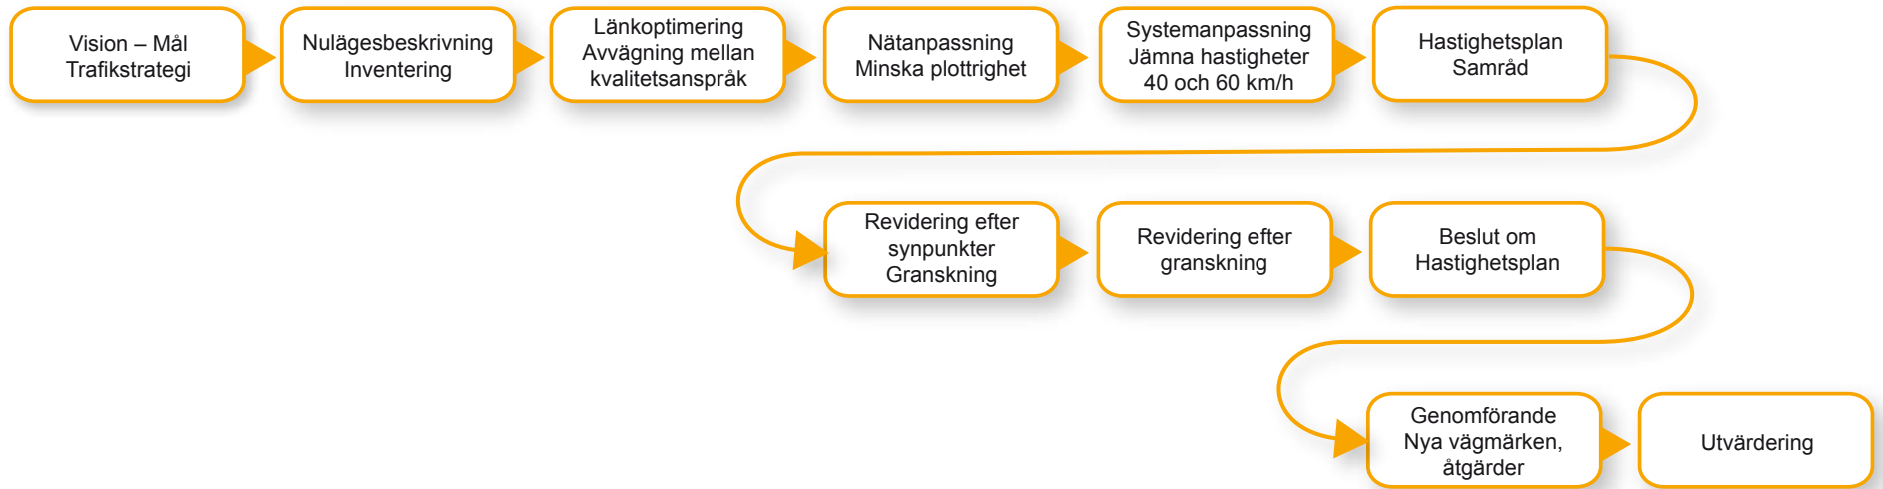 Vision – Mål
Trafikstrategi
Nulägesbeskrivning
Inventering
Länkoptimering
Avvägning mellan
kvalitetsanspråk
Nätanpassning
Minska plottrighet
Systemanpassning
Jämna hastigheter
40 och 60 km/h
Hastighetsplan
Samråd
Revidering efter
synpunkter
Granskning
Revidering efter
granskning
Beslut om
Hastighetsplan
Genomförande
Nya vägmärken,
åtgärder
Utvärdering